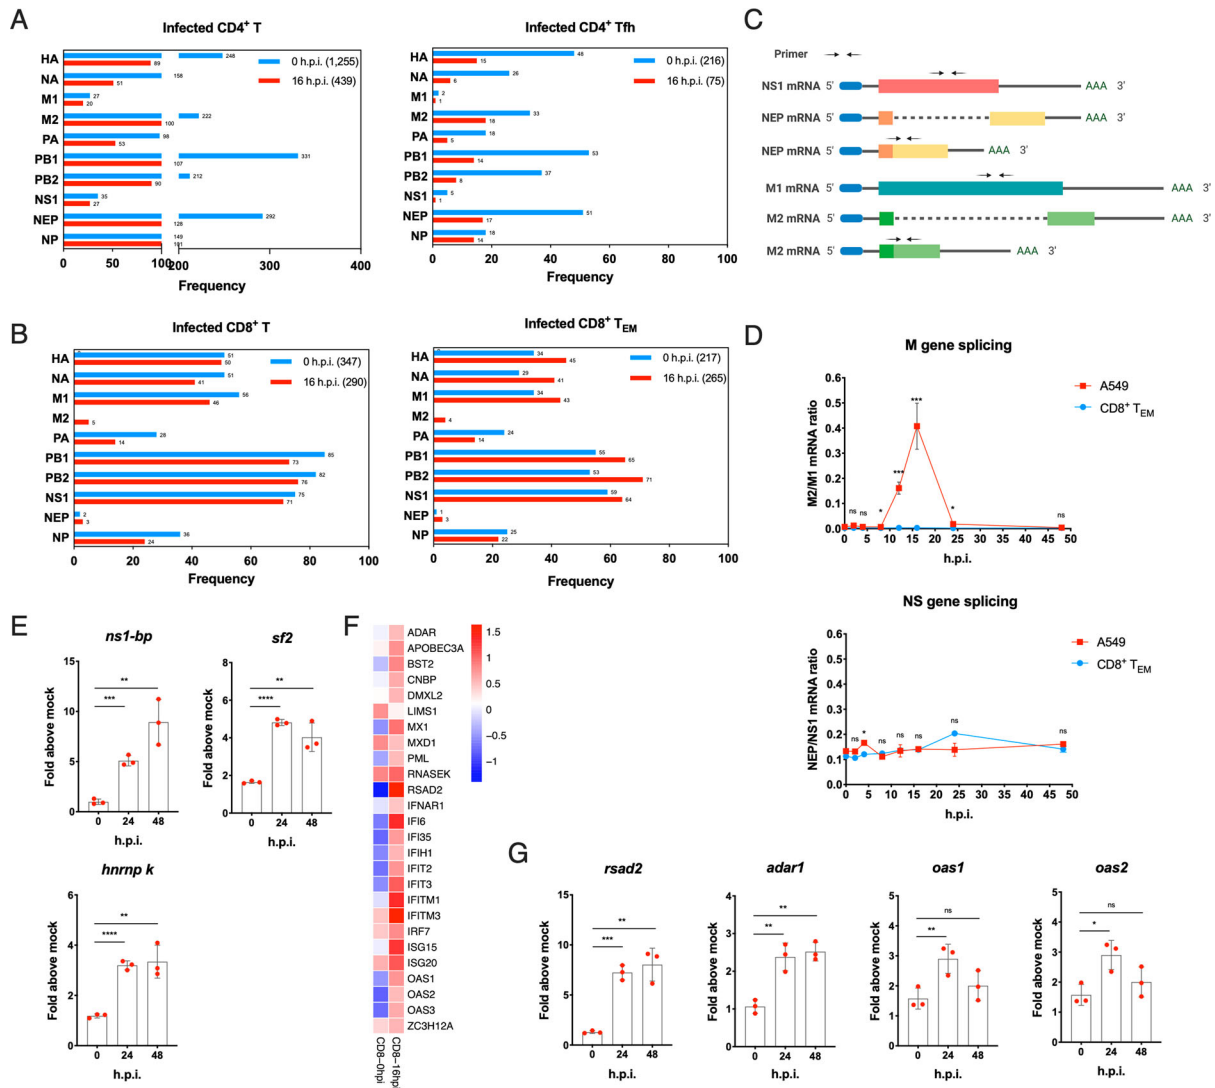 A
Infected CD4+ T
HA
NA
M1
M2
PA
PB1
PB2
NS1
NEP
NP
248
89
158
51
27
20
222
100
98
53
331
107
212
90
35
27
292
126
149
101
0 h.p.i. (1,255)
16 h.p.i. (439)
0 50 100 200 300 400
Frequency
Infected CD4+ Tfh
HA
NA
M1
M2
PA
PB1
PB2
NS1
NEP
NP
48
15
26
6
2
1
33
18
18
5
53
14
37
8
5
1
51
17
18
14
0 h.p.i. (216)
16 h.p.i. (75)
0 20 40 60 80 100
Frequency
B
Infected CD8+ T
HA
NA
M1
M2
PA
PB1
PB2
NS1
NEP
NP
51
50
51
41
56
46
5
28
14
85
73
82
76
75
71
2
3
36
24
0 h.p.i. (347)
16 h.p.i. (290)
0 20 40 60 80 100
Frequency
Infected CD8+ TEM
HA
NA
M1
M2
PA
PB1
PB2
NS1
NEP
NP
34
45
29
41
34
43
4
24
14
55
65
53
71
59
64
1
3
25
22
0 h.p.i. (217)
16 h.p.i. (265)
0 20 40 60 80 100
Frequency
C
Primer
NS1 mRNA 5' AAA 3'
NEP mRNA 5' AAA 3'
NEP mRNA 5' AAA 3'
M1 mRNA 5' AAA 3'
M2 mRNA 5' AAA 3'
M2 mRNA 5' AAA 3'
D
M gene splicing
M2/M1 mRNA ratio
0.6
0.5
0.4
0.3
0.2
0.1
0.0
ns ns * *** *** * ns
A549
CD8+ TEM
0 5 10 15 20 25 30 35 40 45 50
h.p.i.
NS gene splicing
NEP/NS1 mRNA ratio
0.6
0.5
0.4
0.3
0.2
0.1
0.0
ns * ns ns ns ns ns
A549
CD8+ TEM
0 5 10 15 20 25 30 35 40 45 50
h.p.i.
E
ns1-bp
Fold above mock
15
10
5
0
**
***
0 24 48
h.p.i.
sf2
Fold above mock
8
6
4
2
0
**
****
0 24 48
h.p.i.
hnrnp k
Fold above mock
6
4
2
0
**
****
0 24 48
h.p.i.
F
ADAR
APOBEC3A
BST2
CNBP
DMXL2
LIMS1
MX1
MXD1
PML
RNASEK
RSAD2
IFNAR1
IFI6
IFI35
IFIH1
IFIT2
IFIT3
IFITM1
IFITM3
IRF7
ISG15
ISG20
OAS1
OAS2
OAS3
ZC3H12A
CD8-0hpi
CD8-16hpi
1.5
1
0.5
0
-0.5
-1
G
rsad2
Fold above mock
15
10
5
0
**
***
0 24 48
h.p.i.
adar1
Fold above mock
4
3
2
1
0
**
**
0 24 48
h.p.i.
oas1
Fold above mock
5
4
3
2
1
0
ns
**
0 24 48
h.p.i.
oas2
Fold above mock
5
4
3
2
1
0
ns
*
0 24 48
h.p.i.